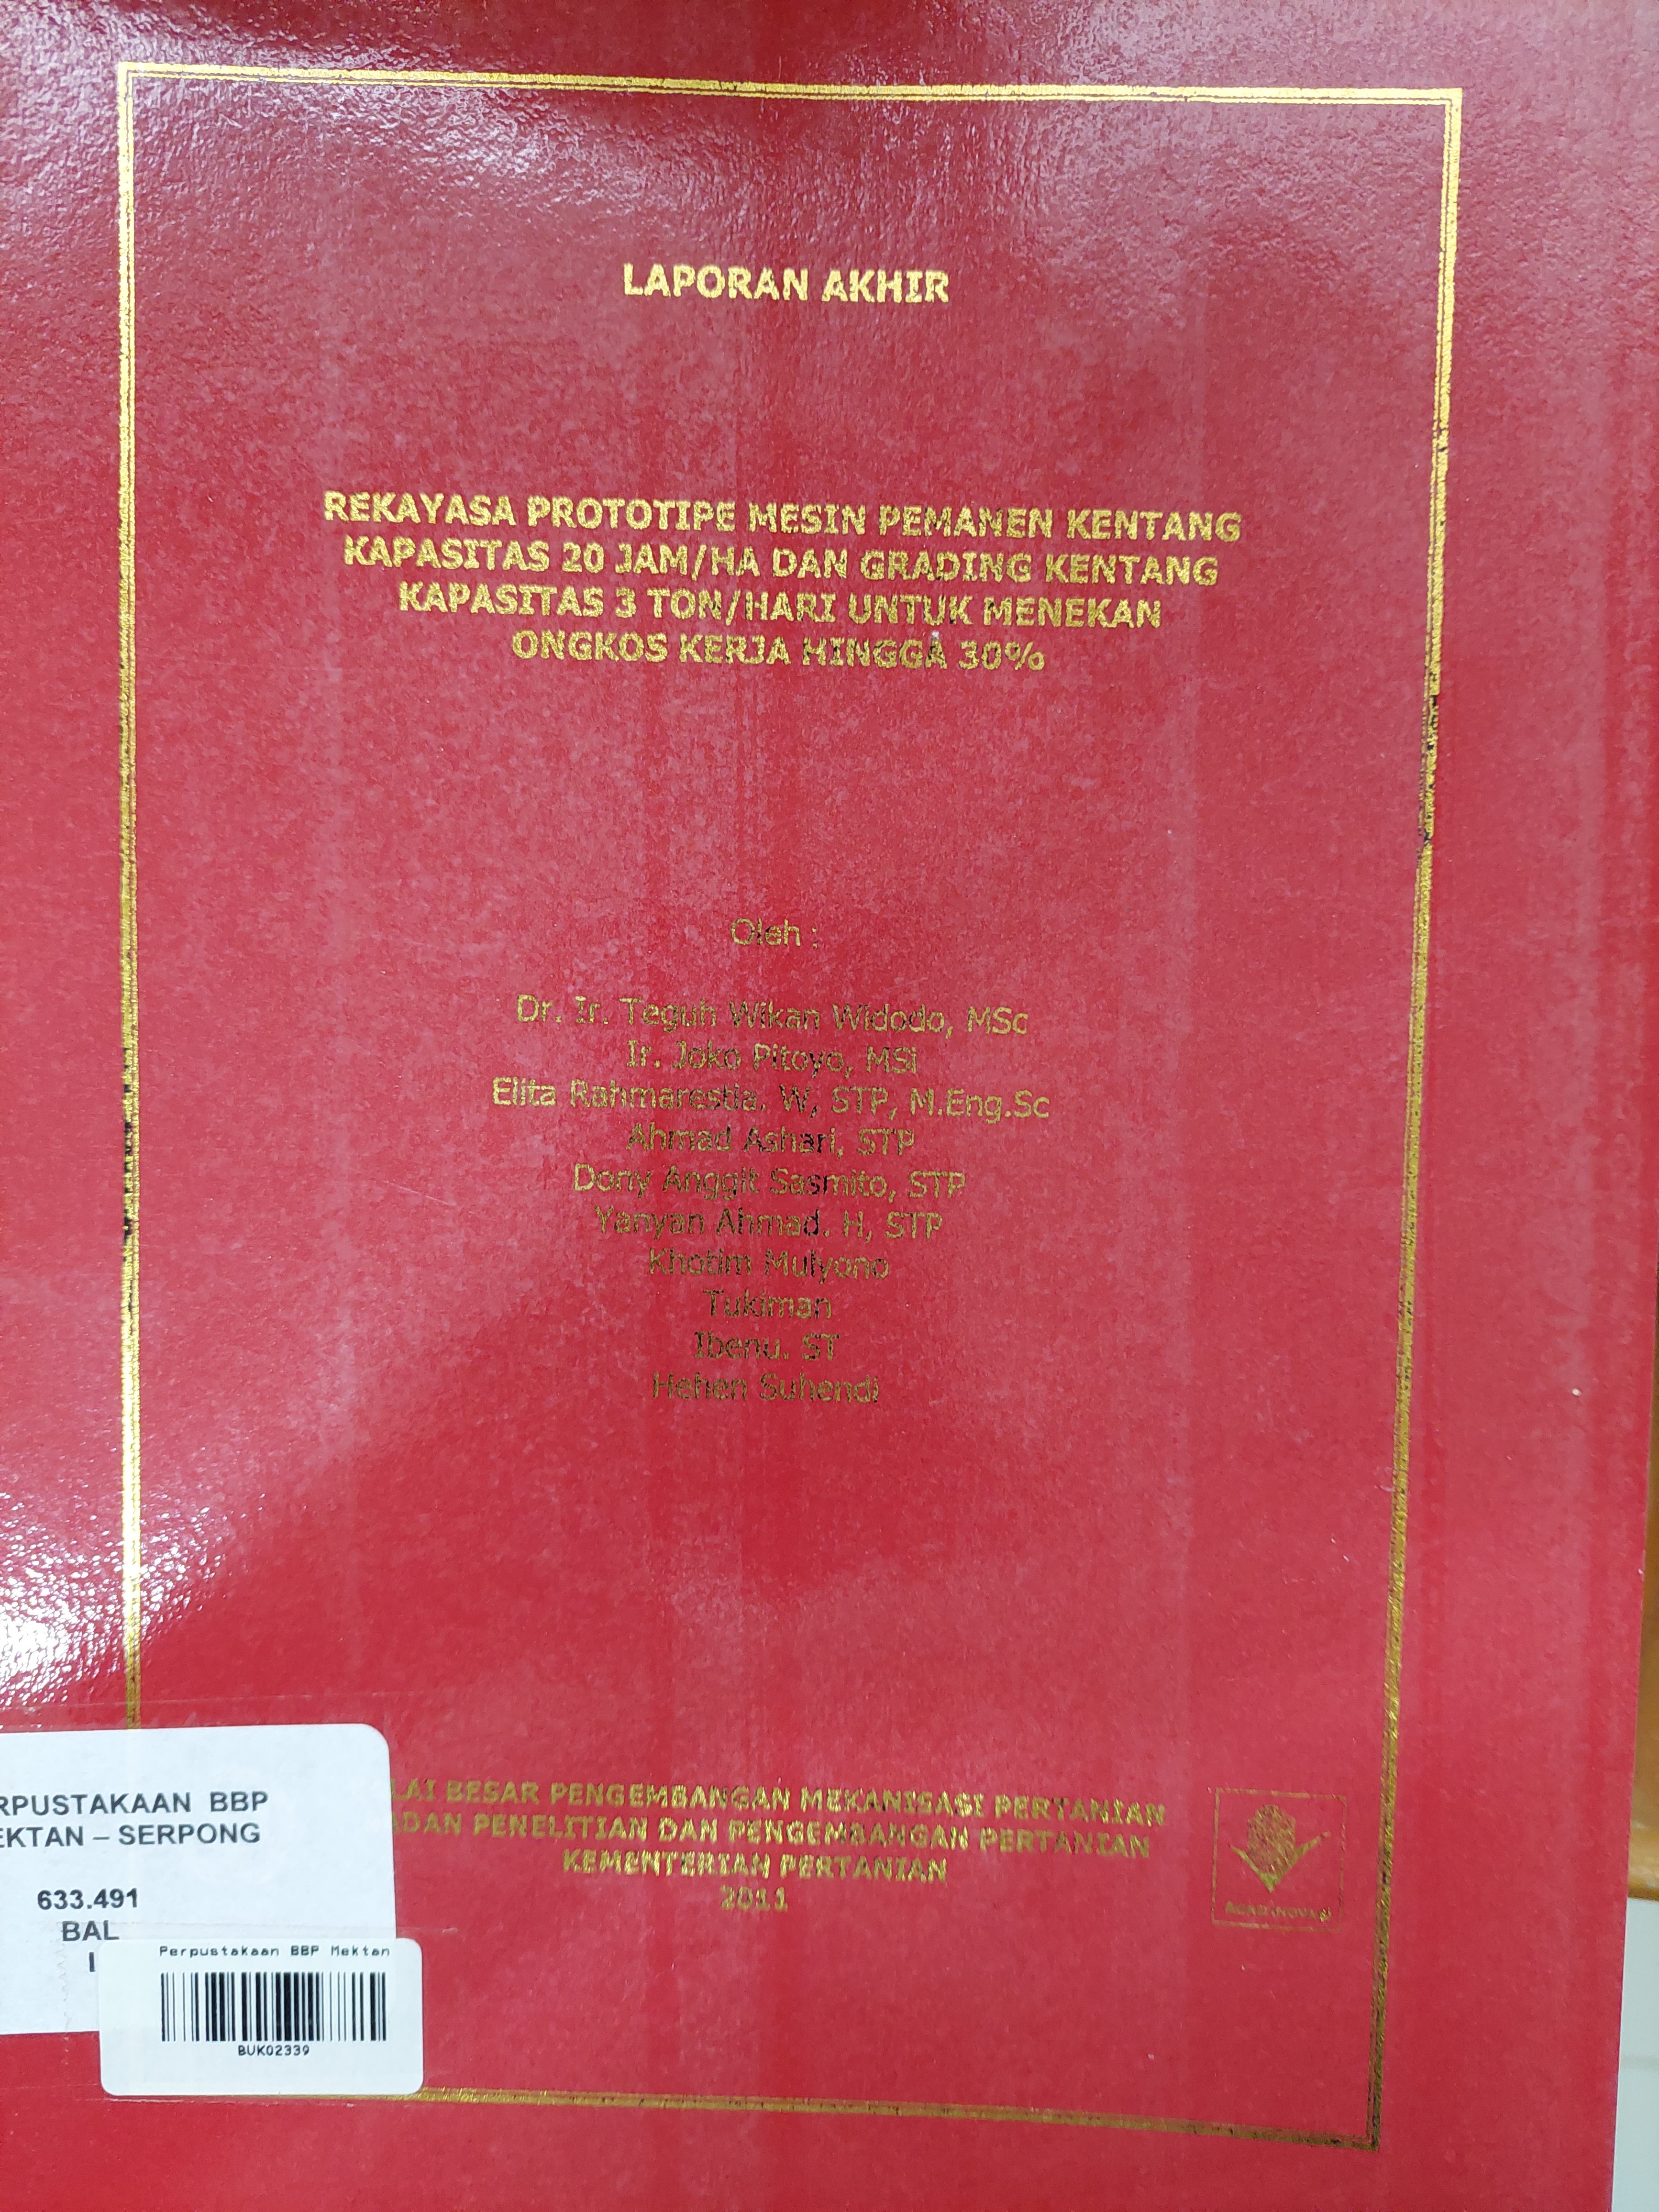 LAPORAN AKHIR
REKAYASA PROTOTIPE MESIN PEMANEN KENTANG
KAPASITAS 20 JAM/HA DAN GRADING KENTANG
KAPASITAS 3 TON/HARI UNTUK MENEKAN
ONGKOS KERJA HINGGA 30%
Oleh :
Dr. Ir. Teguh Wikan Widodo, MSc
Ir. Joko Pitoyo, MSi
Elita Rahmarestia. W, STP, M.Eng.Sc
Ahmad Ashari, STP
Dony Anggit Sasmito, STP
Yanyan Ahmad. H, STP
Khotim Mulyono
Tukiman
Ibenu. ST
Hehen Suhendi
LAI BESAR PENGEMBANGAN MEKANISASI PERTANIAN
ADAN PENELITIAN DAN PENGEMBANGAN PERTANIAN
KEMENTERIAN PERTANIAN
2011
AGRO INOVASI
RPUSTAKAAN BBP
EKTAN – SERPONG
633.491
BAL
l
Perpustakaan BBP Mektan
BUK02339